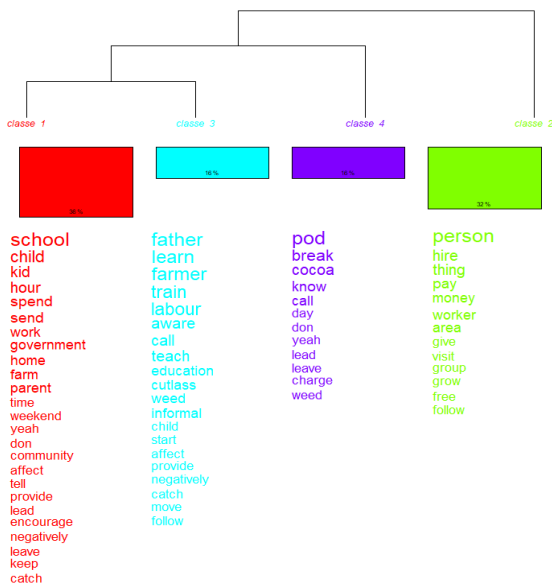 classe 1
classe 3
classe 4
classe 2
16 %
32 %
school
child
kid
hour
spend
send
work
government
home
farm
parent
time
weekend
yeah
don
community
affect
tell
provide
lead
encourage
negatively
leave
keep
catch
father
learn
farmer
train
labour
aware
call
teach
education
cutlass
weed
informal
child
start
affect
provide
negatively
catch
move
follow
pod
break
cocoa
know
call
day
don
yeah
lead
leave
charge
weed
person
hire
thing
pay
money
worker
area
give
visit
group
grow
free
follow